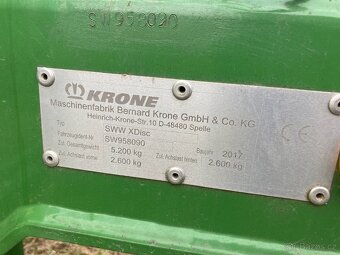 SW958090
KRONE
Maschinenfabrik Bernard Krone GmbH & Co. KG
Heinrich-Krone-Str.10 D-48480 Spelle
Typ SWW XDisc
Fahrzeugident-Nr SW958090
Zul. Gesamtgewicht 5.200 kg Baujahr 2017
Zul. Achslast vorne 2.600 kg Zul. Achslast hinten 2.600 kg
CE